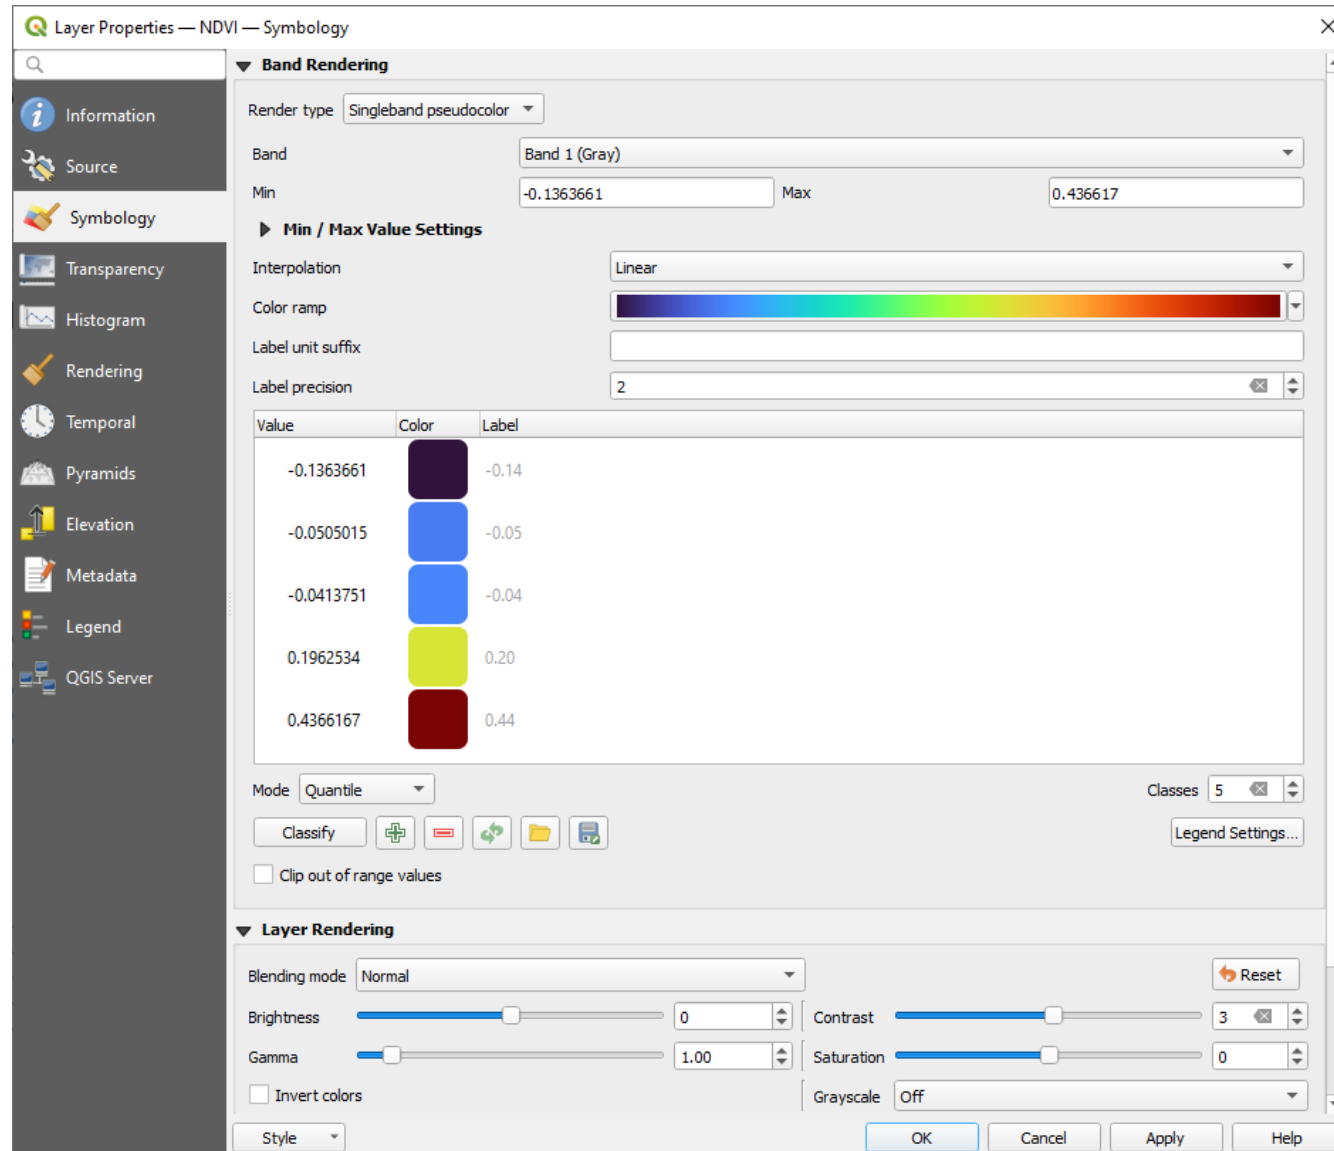 Layer Properties — NDVI — Symbology
Information
Source
Symbology
Transparency
Histogram
Rendering
Temporal
Pyramids
Elevation
Metadata
Legend
QGIS Server
Band Rendering
Render type Singleband pseudocolor
Band Band 1 (Gray)
Min -0.1363661 Max 0.436617
Min / Max Value Settings
Interpolation Linear
Color ramp
Label unit suffix
Label precision 2
Value Color Label
-0.1363661 -0.14
-0.0505015 -0.05
-0.0413751 -0.04
0.1962534 0.20
0.4366167 0.44
Mode Quantile Classes 5
Classify Legend Settings...
Clip out of range values
Layer Rendering
Blending mode Normal Reset
Brightness 0 Contrast 3
Gamma 1.00 Saturation 0
Invert colors Grayscale Off
Style OK Cancel Apply Help